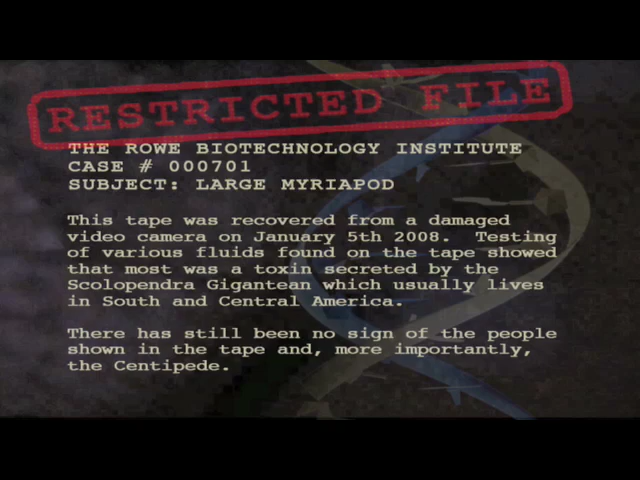 RESTRICTED FILE
THE ROWE BIOTECHNOLOGY INSTITUTE
CASE # 000701
SUBJECT: LARGE MYRIAPOD
This tape was recovered from a damaged
video camera on January 5th 2008.  Testing
of various fluids found on the tape showed
that most was a toxin secreted by the
Scolopendra Gigantean which usually lives
in South and Central America.
There has still been no sign of the people
shown in the tape and, more importantly,
the Centipede.